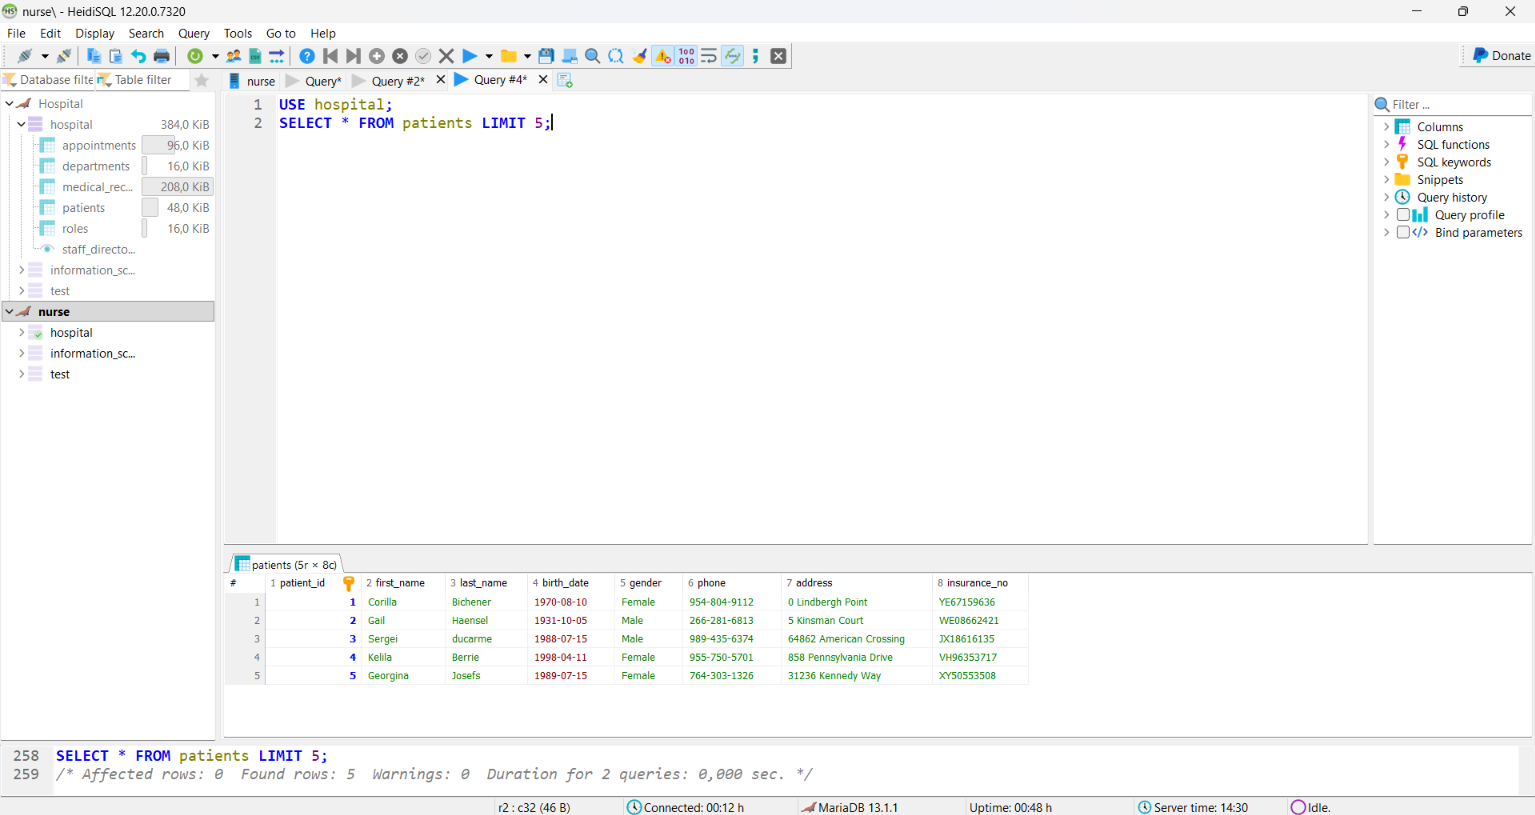 nurse\ - HeidiSQL 12.20.0.7320
File Edit Display Search Query Tools Go to Help
Donate
Database filte Table filter
nurse Query* Query #2* Query #4*
Hospital
hospital 384,0 KiB
appointments 96,0 KiB
departments 16,0 KiB
medical_rec... 208,0 KiB
patients 48,0 KiB
roles 16,0 KiB
staff_directo...
information_sc...
test
nurse
hospital
information_sc...
test
1 USE hospital;
2 SELECT * FROM patients LIMIT 5;
Filter ...
Columns
SQL functions
SQL keywords
Snippets
Query history
Query profile
Bind parameters
patients (5r × 8c)
# 1 patient_id 2 first_name 3 last_name 4 birth_date 5 gender 6 phone 7 address 8 insurance_no
1 1 Corilla Bichener 1970-08-10 Female 954-804-9112 0 Lindbergh Point YE67159636
2 2 Gail Haensel 1931-10-05 Male 266-281-6813 5 Kinsman Court WE08662421
3 3 Sergei ducarme 1988-07-15 Male 989-435-6374 64862 American Crossing JX18616135
4 4 Kelila Berrie 1998-04-11 Female 955-750-5701 858 Pennsylvania Drive VH96353717
5 5 Georgina Josefs 1989-07-15 Female 764-303-1326 31236 Kennedy Way XY50553508
258 SELECT * FROM patients LIMIT 5;
259 /* Affected rows: 0 Found rows: 5 Warnings: 0 Duration for 2 queries: 0,000 sec. */
r2 : c32 (46 B) Connected: 00:12 h MariaDB 13.1.1 Uptime: 00:48 h Server time: 14:30 Idle.